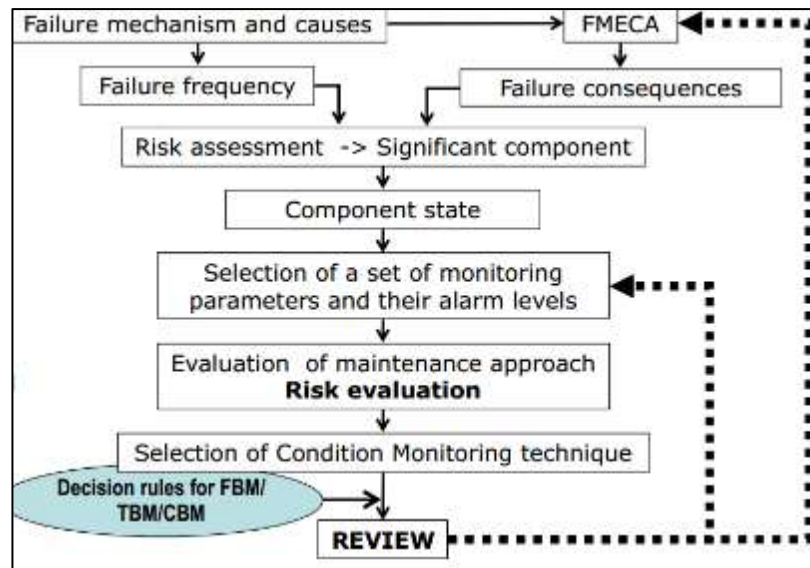 Failure mechanism and causes
FMECA
Failure frequency
Failure consequences
Risk assessment -> Significant component
Component state
Selection of a set of monitoring
parameters and their alarm levels
Evaluation of maintenance approach
Risk evaluation
Selection of Condition Monitoring technique
Decision rules for FBM/
TBM/CBM
REVIEW